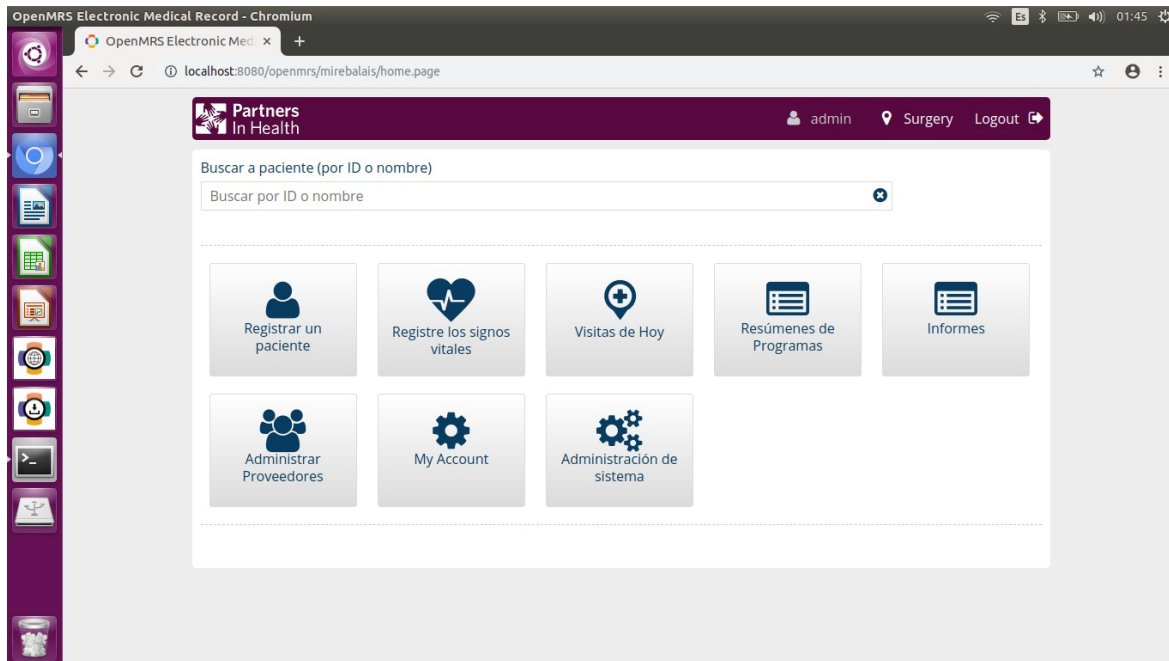 OpenMRS Electronic Medical Record - Chromium
Es
01:45
OpenMRS Electronic Med
localhost:8080/openmrs/mirebalais/home.page
Partners
In Health
admin
Surgery
Logout
Buscar a paciente (por ID o nombre)
Buscar por ID o nombre
Registrar un
paciente
Registre los signos
vitales
Visitas de Hoy
Resúmenes de
Programas
Informes
Administrar
Proveedores
My Account
Administración de
sistema